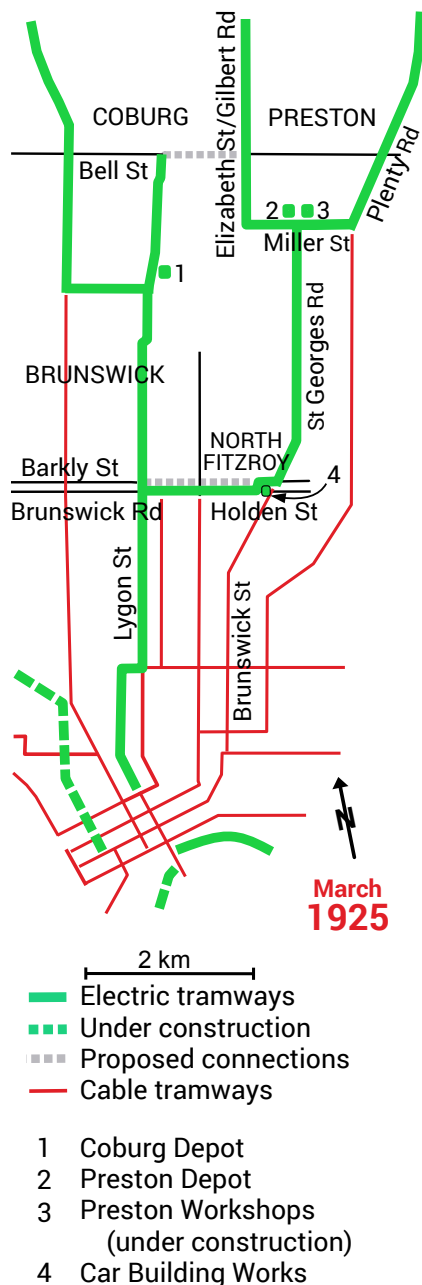 COBURG
Elizabeth St/Gilbert Rd
PRESTON
Bell St
Plenty Rd
2
3
Miller St
1
St Georges Rd
BRUNSWICK
NORTH
FITZROY
4
Barkly St
Brunswick Rd
Holden St
Lygon St
Brunswick St
N
March
1925
2 km
Electric tramways
Under construction
Proposed connections
Cable tramways
1 Coburg Depot
2 Preston Depot
3 Preston Workshops
(under construction)
4 Car Building Works